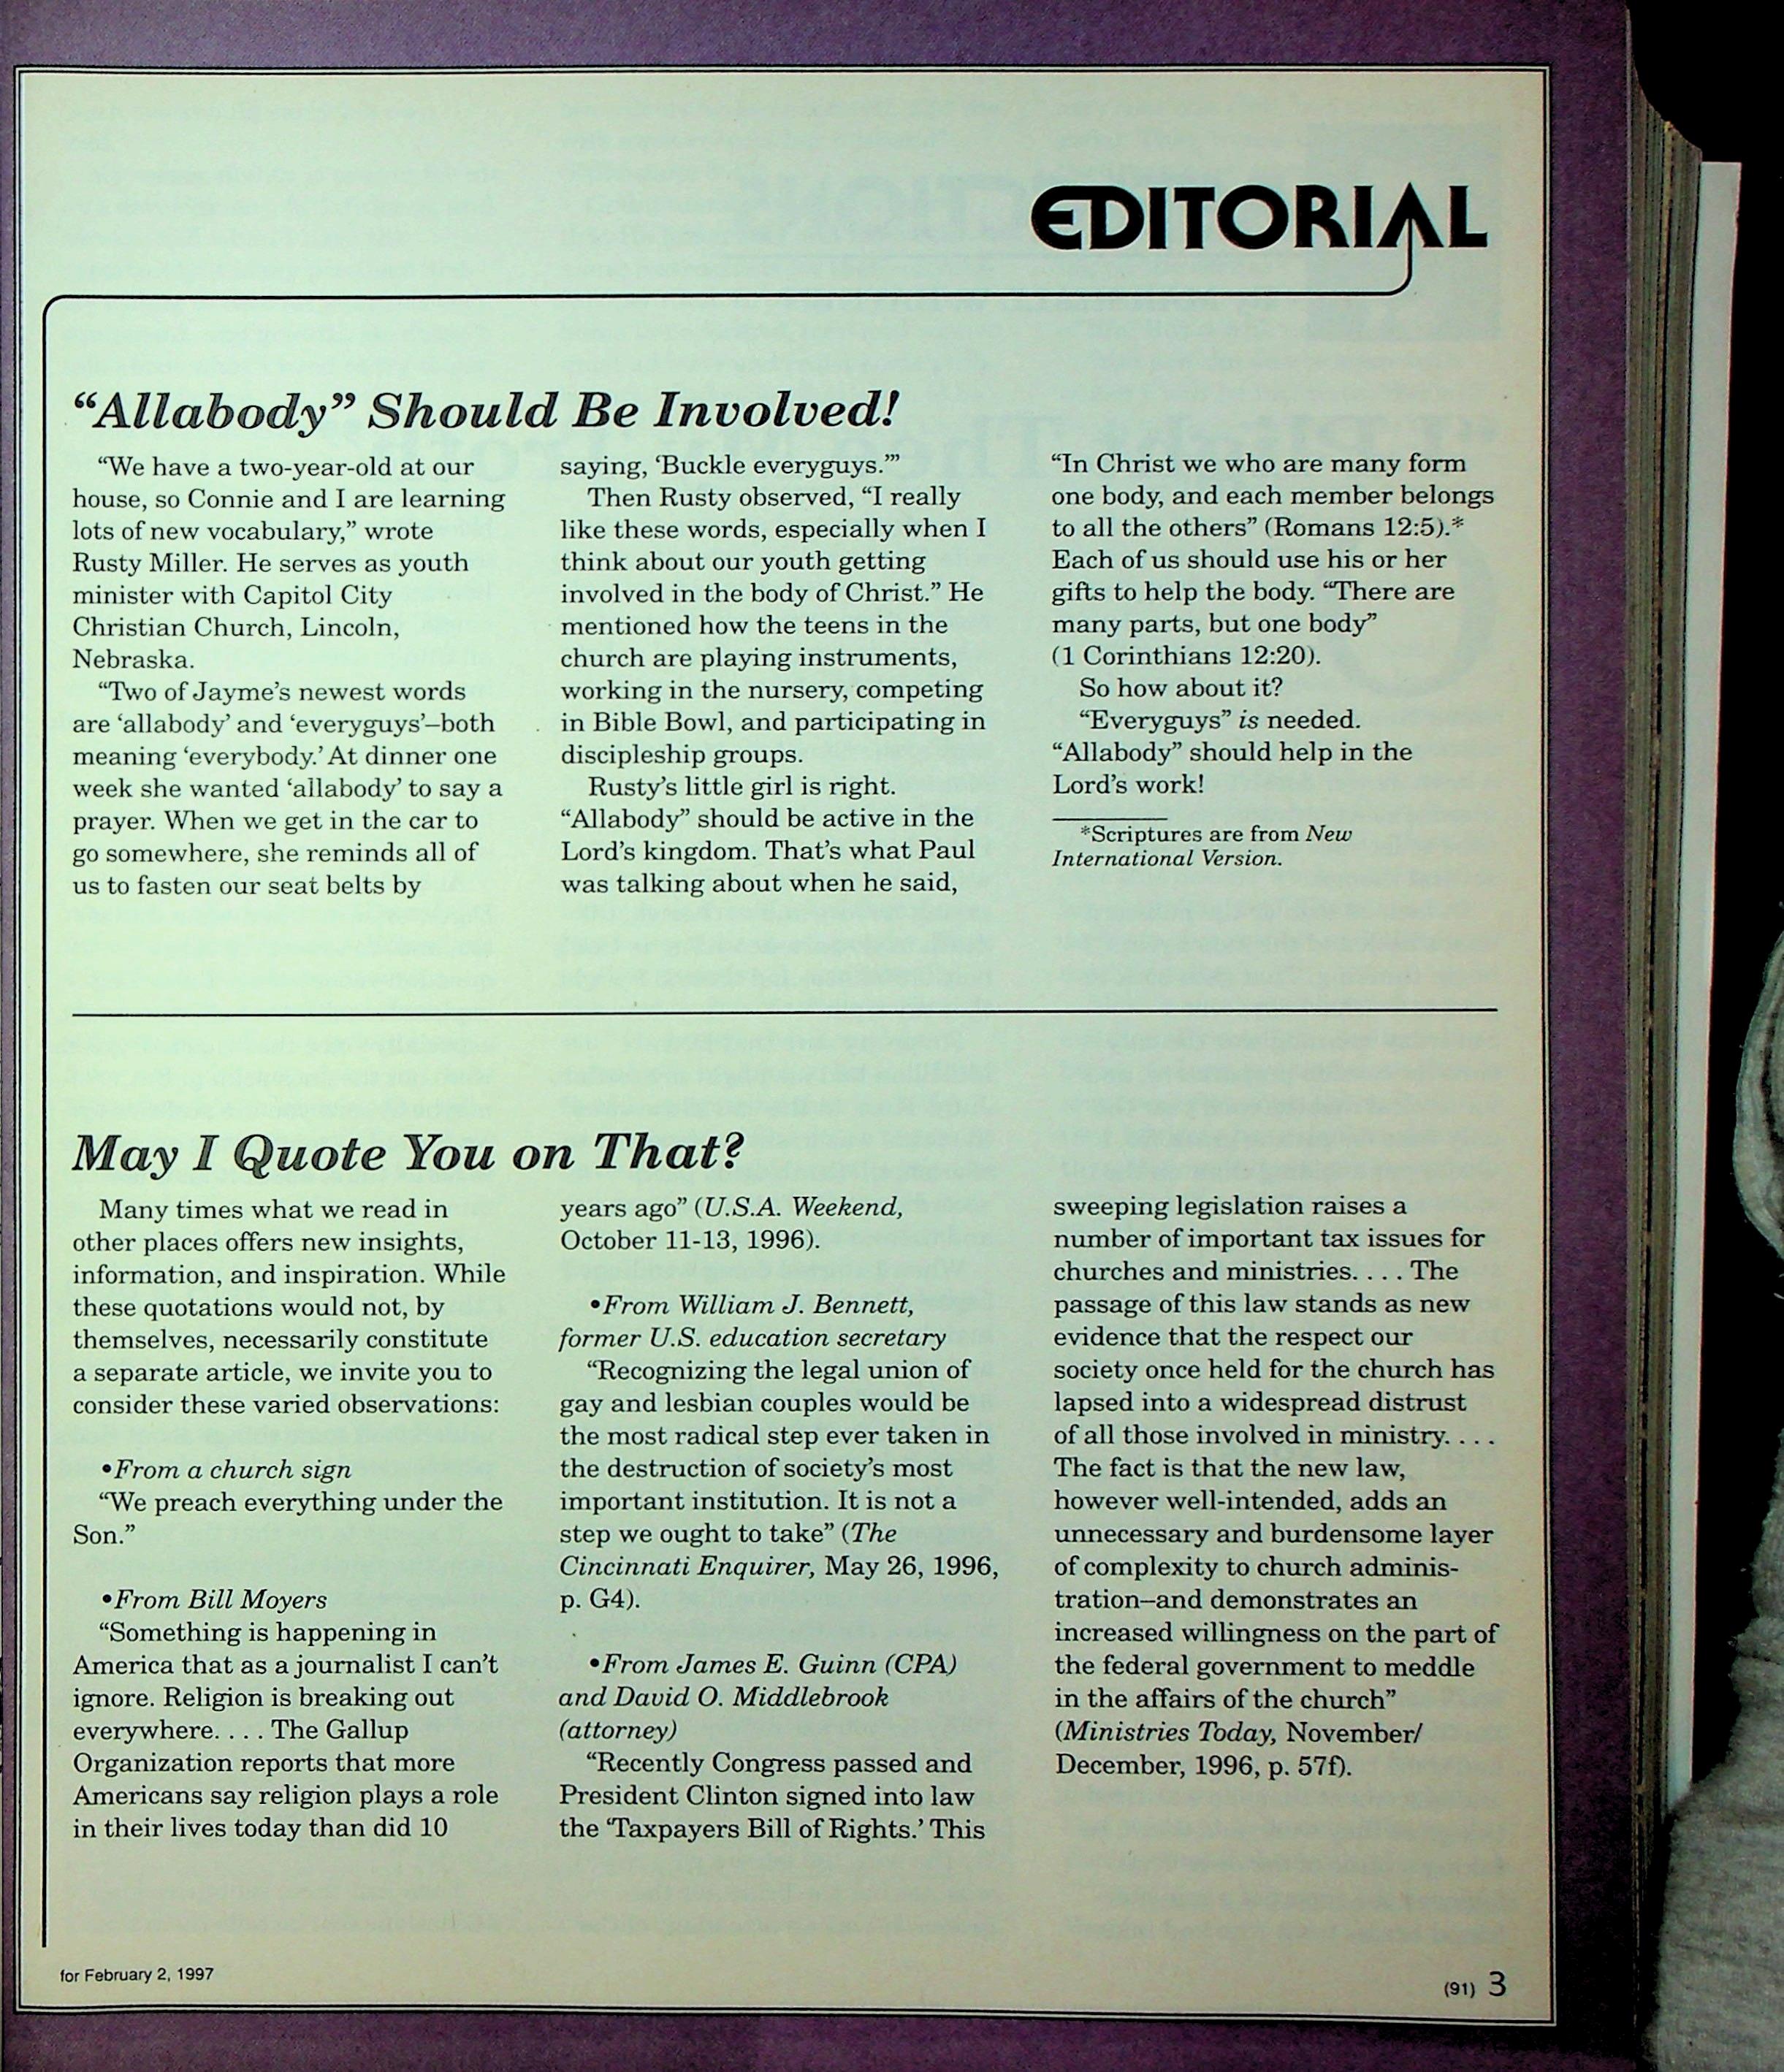 EDITORIAL
“Allabody” Should Be Involved!
“We have a two-year-old at our
house, so Connie and I are learning
lots of new vocabulary,” wrote
Rusty Miller. He serves as youth
minister with Capitol City
Christian Church, Lincoln,
Nebraska.
“Two of Jayme’s newest words
are ‘allabody’ and ‘everyguys’–both
meaning ‘everybody.’ At dinner one
week she wanted ‘allabody’ to say a
prayer. When we get in the car to
go somewhere, she reminds all of
us to fasten our seat belts by
saying, ‘Buckle everyguys.’”
Then Rusty observed, “I really
like these words, especially when I
think about our youth getting
involved in the body of Christ.” He
mentioned how the teens in the
church are playing instruments,
working in the nursery, competing
in Bible Bowl, and participating in
discipleship groups.
Rusty’s little girl is right.
“Allabody” should be active in the
Lord’s kingdom. That’s what Paul
was talking about when he said,
“In Christ we who are many form
one body, and each member belongs
to all the others” (Romans 12:5).*
Each of us should use his or her
gifts to help the body. “There are
many parts, but one body”
(1 Corinthians 12:20).
So how about it?
“Everyguys” is needed.
“Allabody” should help in the
Lord’s work!
*Scriptures are from New
International Version.
May I Quote You on That?
Many times what we read in
other places offers new insights,
information, and inspiration. While
these quotations would not, by
themselves, necessarily constitute
a separate article, we invite you to
consider these varied observations:
•From a church sign
“We preach everything under the
Son.”
•From Bill Moyers
“Something is happening in
America that as a journalist I can’t
ignore. Religion is breaking out
everywhere. . . . The Gallup
Organization reports that more
Americans say religion plays a role
in their lives today than did 10
years ago” (U.S.A. Weekend,
October 11-13, 1996).
•From William J. Bennett,
former U.S. education secretary
“Recognizing the legal union of
gay and lesbian couples would be
the most radical step ever taken in
the destruction of society’s most
important institution. It is not a
step we ought to take” (The
Cincinnati Enquirer, May 26, 1996,
p. G4).
•From James E. Guinn (CPA)
and David O. Middlebrook
(attorney)
“Recently Congress passed and
President Clinton signed into law
the ‘Taxpayers Bill of Rights.’ This
sweeping legislation raises a
number of important tax issues for
churches and ministries. . . . The
passage of this law stands as new
evidence that the respect our
society once held for the church has
lapsed into a widespread distrust
of all those involved in ministry. . . .
The fact is that the new law,
however well-intended, adds an
unnecessary and burdensome layer
of complexity to church adminis-
tration–and demonstrates an
increased willingness on the part of
the federal government to meddle
in the affairs of the church”
(Ministries Today, November/
December, 1996, p. 57f).
for February 2, 1997
(91) 3